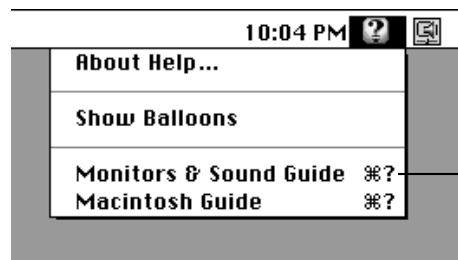 10:04 PM
About Help...
Show Balloons
Monitors & Sound Guide ⌘?
Macintosh Guide ⌘?